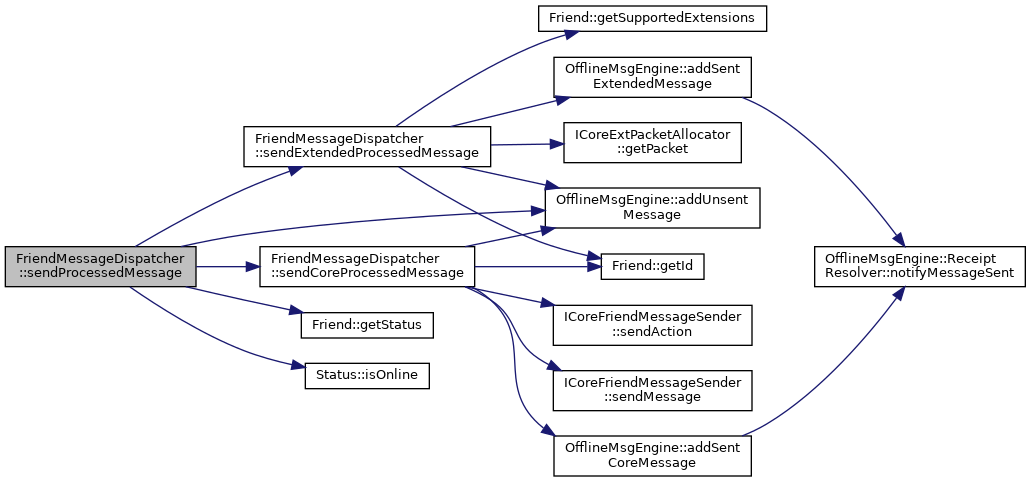 Friend::getSupportedExtensions
OfflineMsgEngine::addSent
ExtendedMessage
FriendMessageDispatcher
::sendExtendedProcessedMessage
ICoreExtPacketAllocator
::getPacket
OfflineMsgEngine::addUnsent
Message
FriendMessageDispatcher
::sendProcessedMessage
FriendMessageDispatcher
::sendCoreProcessedMessage
Friend::getId
OfflineMsgEngine::Receipt
Resolver::notifyMessageSent
Friend::getStatus
ICoreFriendMessageSender
::sendAction
Status::isOnline
ICoreFriendMessageSender
::sendMessage
OfflineMsgEngine::addSent
CoreMessage